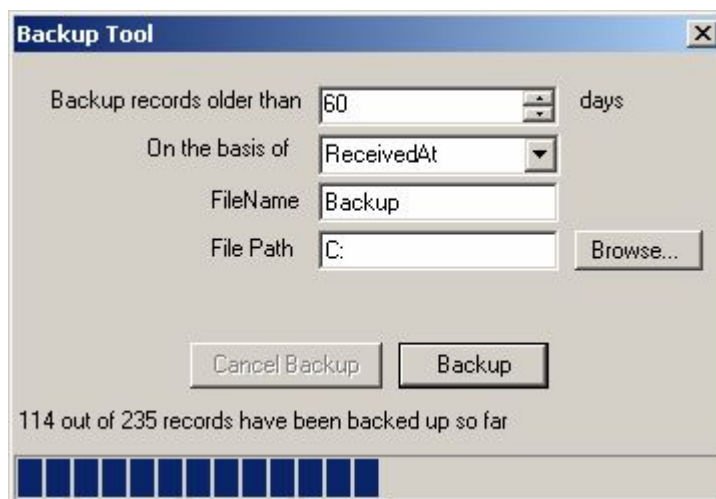 Backup Tool
Backup records older than 60 days
On the basis of ReceivedAt
FileName Backup
File Path C: Browse...
Cancel Backup Backup
114 out of 235 records have been backed up so far